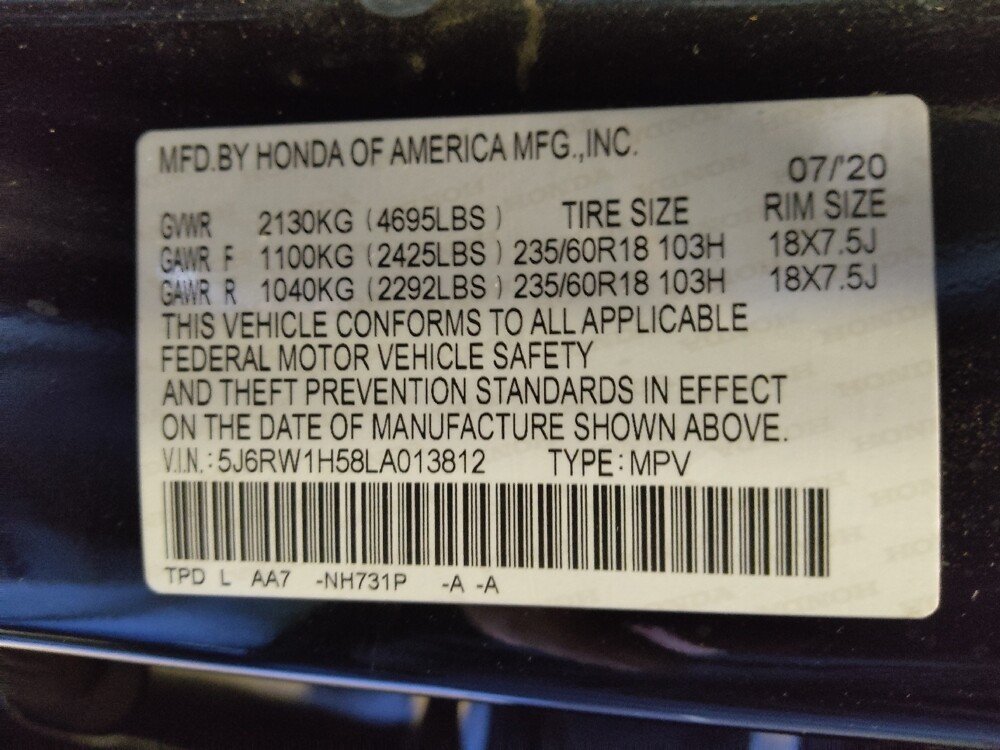 MFD.BY HONDA OF AMERICA MFG.,INC.
07/'20
GVWR 2130KG (4695LBS) TIRE SIZE RIM SIZE
GAWR F 1100KG (2425LBS) 235/60R18 103H 18X7.5J
GAWR R 1040KG (2292LBS) 235/60R18 103H 18X7.5J
THIS VEHICLE CONFORMS TO ALL APPLICABLE
FEDERAL MOTOR VEHICLE SAFETY
AND THEFT PREVENTION STANDARDS IN EFFECT
ON THE DATE OF MANUFACTURE SHOWN ABOVE.
V.I.N.: 5J6RW1H58LA013812 TYPE: MPV
TPD L AA7 -NH731P -A -A